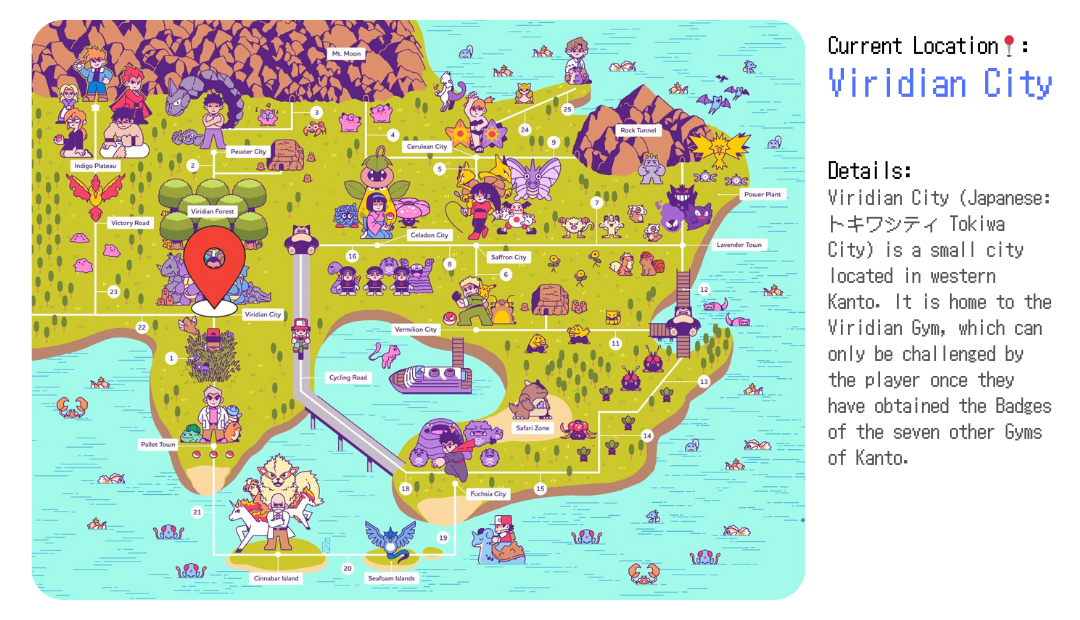 Current Location📍:
Viridian City
Details:
Viridian City (Japanese:
トキワシティ Tokiwa
City) is a small city
located in western
Kanto. It is home to the
Viridian Gym, which can
only be challenged by
the player once they
have obtained the Badges
of the seven other Gyms
of Kanto.
Mt. Moon
25
3
24
4
Rock Tunnel
Cerulean City
9
Pewter City
2
5
Indigo Plateau
Power Plant
7
Viridian Forest
Victory Road
Celadon City
Lavender Town
16
Saffron City
8
6
23
12
Viridian City
22
Vermilion City
11
1
Cycling Road
13
Safari Zone
14
Pallet Town
18
15
Fuchsia City
21
19
20
Cinnabar Island
Seafoam Islands